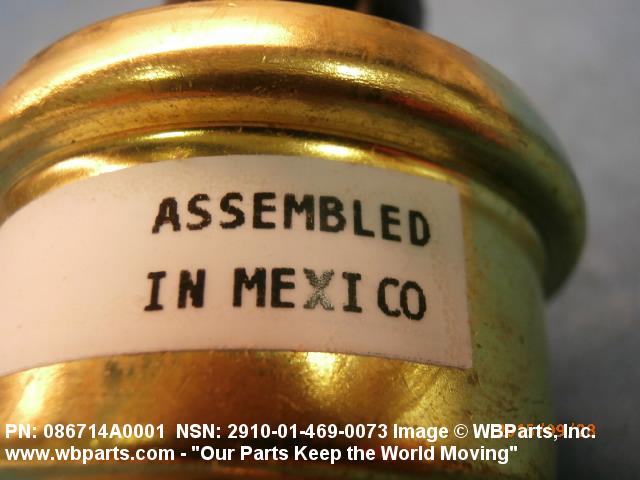 ASSEMBLED
IN MEXICO
PN: 086714A0001 NSN: 2910-01-469-0073 Image © WBParts, Inc.
www.wbparts.com - "Our Parts Keep the World Moving"